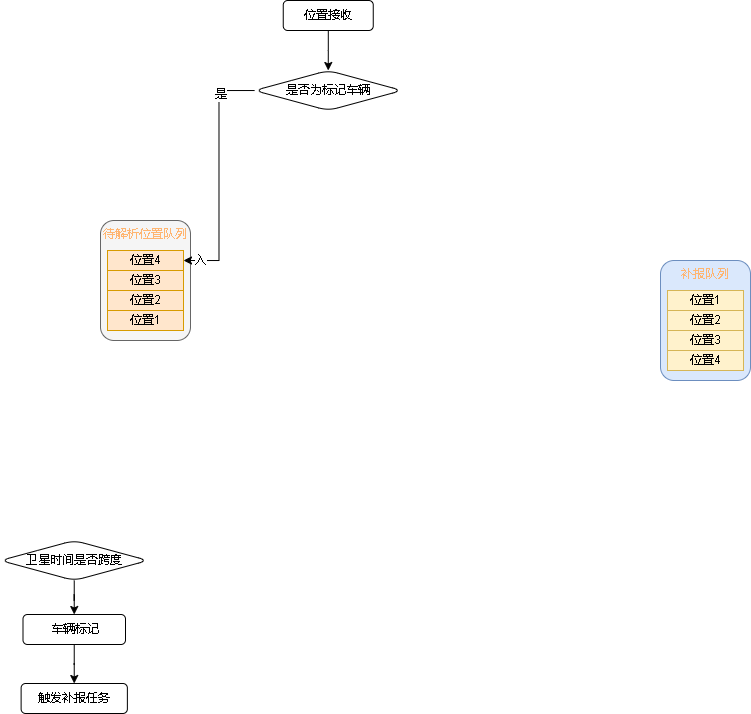 位置接收
是否为标记车辆
是
待解析位置队列
位置4
入
位置3
位置2
位置1
补报队列
位置1
位置2
位置3
位置4
卫星时间是否跨度
车辆标记
触发补报任务